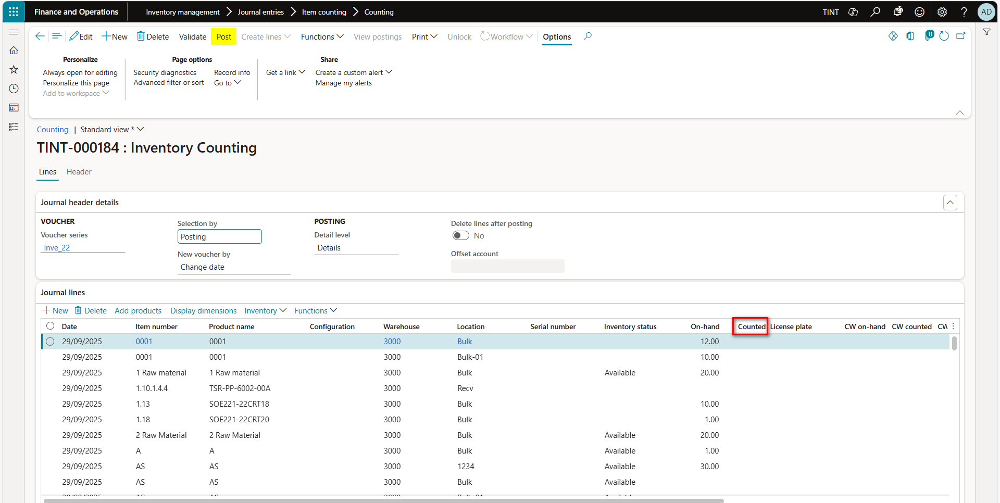 Finance and Operations
Inventory management > Journal entries > Item counting > Counting
TINT
27
?
AD
Edit New Delete Validate Post Create lines Functions View postings Print Unlock Workflow Options
0
Personalize
Always open for editing
Personalize this page
Add to workspace
Page options
Security diagnostics Record info
Advanced filter or sort Go to
Share
Get a link Create a custom alert
Manage my alerts
Counting | Standard view *
TINT-000184 : Inventory Counting
Lines Header
Journal header details
VOUCHER
Voucher series
Inve_22
Selection by
Posting
New voucher by
Change date
POSTING
Detail level
Details
Delete lines after posting
No
Offset account
Journal lines
New Delete Add products Display dimensions Inventory Functions
Date Item number Product name Configuration Warehouse Location Serial number Inventory status On-hand Counted License plate CW on-hand CW counted CW
29/09/2025 0001 0001 3000 Bulk 12.00
29/09/2025 0001 0001 3000 Bulk-01 10.00
29/09/2025 1 Raw material 1 Raw material 3000 Bulk Available 20.00
29/09/2025 1.10.1.4.4 TSR-PP-6002-00A 3000 Recv
29/09/2025 1.13 SOE221-22CRT18 3000 Bulk 10.00
29/09/2025 1.18 SOE221-22CRT20 3000 Bulk 1.00
29/09/2025 2 Raw Material 2 Raw Material 3000 Bulk Available 20.00
29/09/2025 A A 3000 Bulk Available 1.00
29/09/2025 AS AS 3000 1234 Available 30.00
29/09/2025 AS AS 3000 Bulk Available